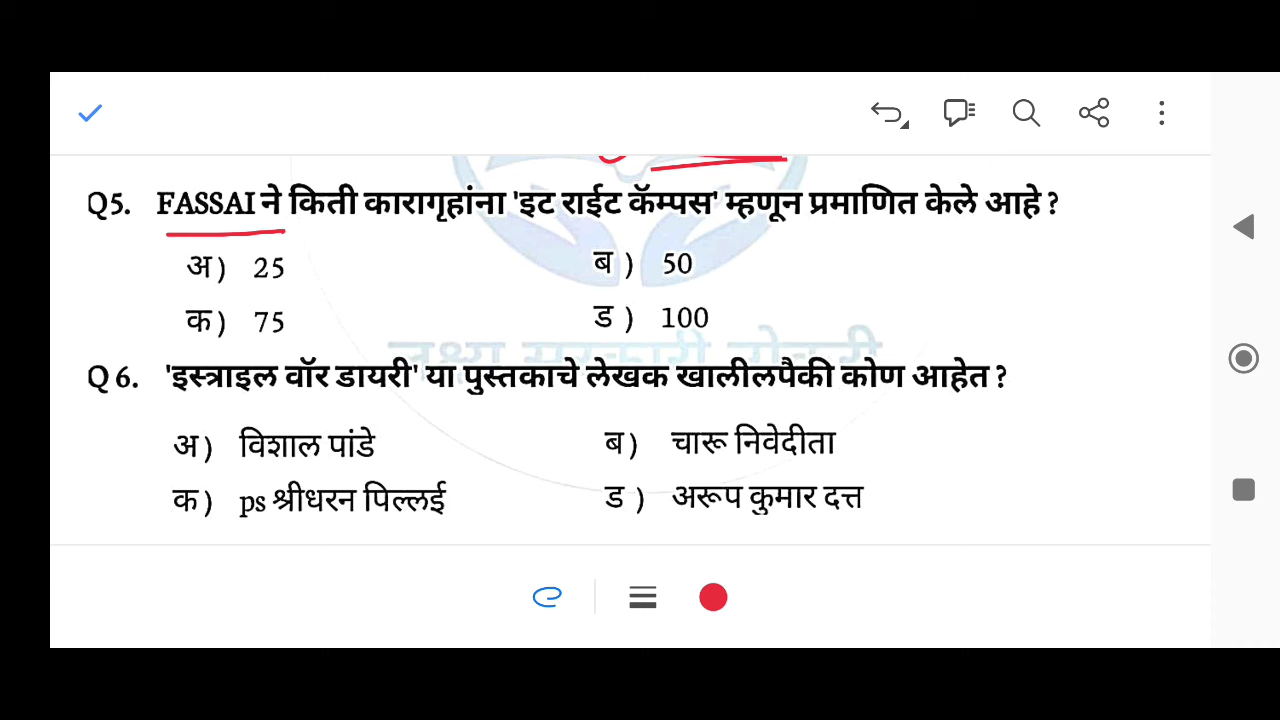 Q5. FASSAI ने किती कारागृहांना 'इट राईट कॅम्पस' म्हणून प्रमाणित केले आहे ?
अ ) 25 ब ) 50
क ) 75 ड ) 100
Q 6. 'इस्त्राइल वॉर डायरी' या पुस्तकाचे लेखक खालीलपैकी कोण आहेत ?
अ ) विशाल पांडे ब ) चारू निवेदीता
क ) ps श्रीधरन पिल्लई ड ) अरूप कुमार दत्त